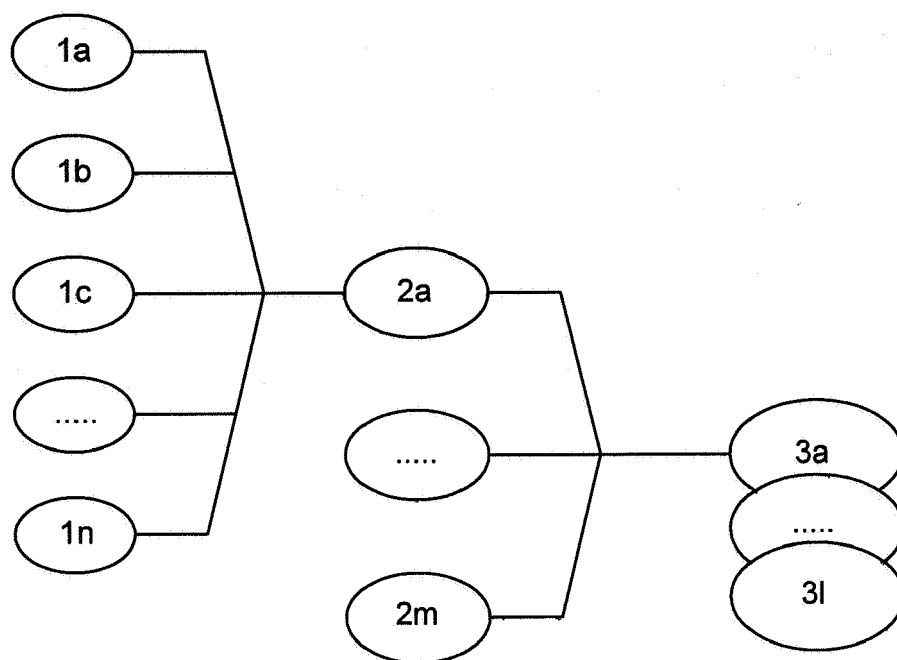 1a
1b
1c
.....
1n
2a
.....
2m
3a
.....
3l